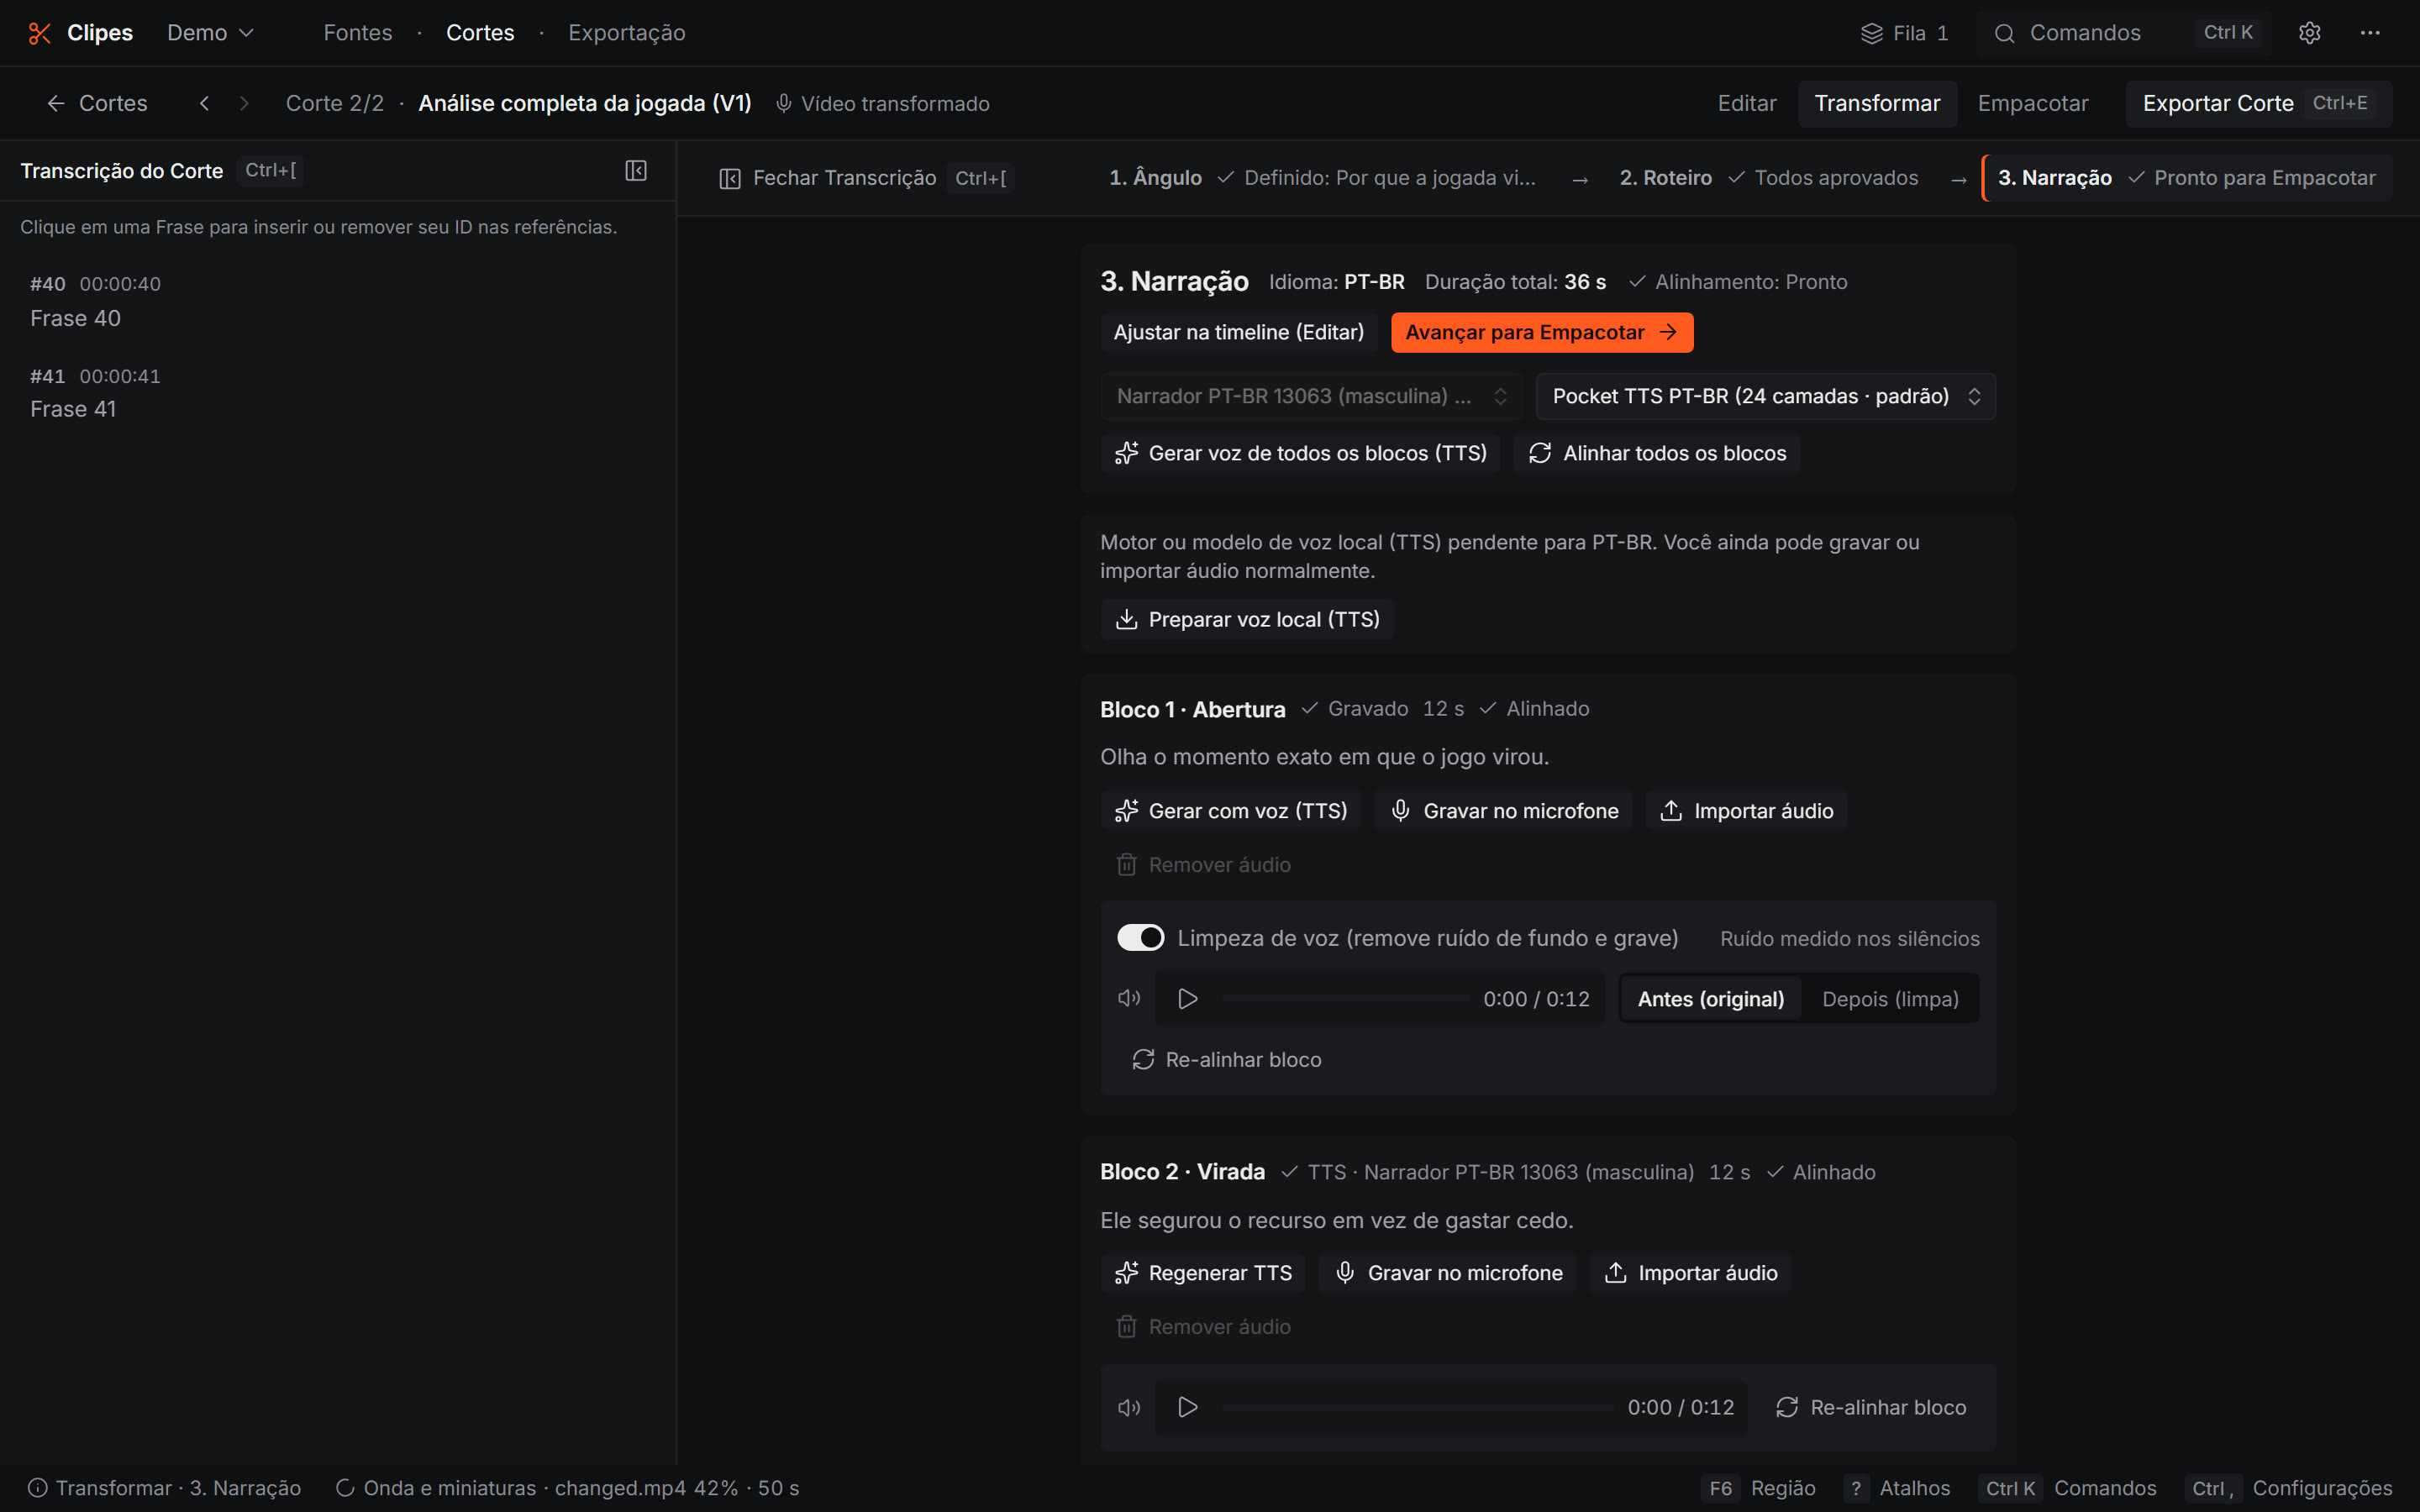 Clipes Demo Fontes · Cortes · Exportação Fila 1 Comandos Ctrl K
Cortes Corte 2/2 · Análise completa da jogada (V1) Vídeo transformado Editar Transformar Empacotar Exportar Corte Ctrl+E
Transcrição do Corte Ctrl+[
Clique em uma Frase para inserir ou remover seu ID nas referências.
#40 00:00:40
Frase 40
#41 00:00:41
Frase 41
Fechar Transcrição Ctrl+[ 1. Ângulo Definido: Por que a jogada vi... → 2. Roteiro Todos aprovados → 3. Narração Pronto para Empacotar
3. Narração Idioma: PT-BR Duração total: 36 s Alinhamento: Pronto
Ajustar na timeline (Editar) Avançar para Empacotar
Narrador PT-BR 13063 (masculina) ... Pocket TTS PT-BR (24 camadas · padrão)
Gerar voz de todos os blocos (TTS) Alinhar todos os blocos
Motor ou modelo de voz local (TTS) pendente para PT-BR. Você ainda pode gravar ou
importar áudio normalmente.
Preparar voz local (TTS)
Bloco 1 · Abertura Gravado 12 s Alinhado
Olha o momento exato em que o jogo virou.
Gerar com voz (TTS) Gravar no microfone Importar áudio
Remover áudio
Limpeza de voz (remove ruído de fundo e grave) Ruído medido nos silêncios
0:00 / 0:12 Antes (original) Depois (limpa)
Re-alinhar bloco
Bloco 2 · Virada TTS · Narrador PT-BR 13063 (masculina) 12 s Alinhado
Ele segurou o recurso em vez de gastar cedo.
Regenerar TTS Gravar no microfone Importar áudio
Remover áudio
0:00 / 0:12 Re-alinhar bloco
Transformar · 3. Narração Onda e miniaturas · changed.mp4 42% · 50 s F6 Região ? Atalhos Ctrl K Comandos Ctrl , Configurações